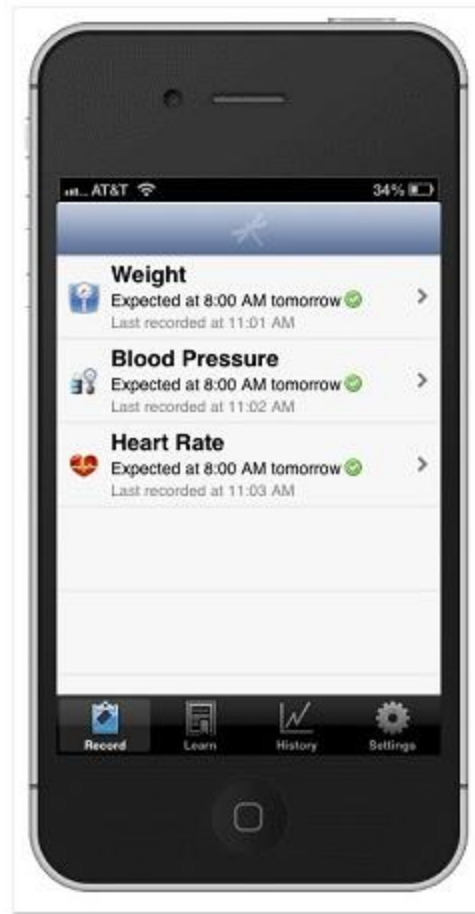 AT&T 34%
Weight
Expected at 8:00 AM tomorrow
Last recorded at 11:01 AM
Blood Pressure
Expected at 8:00 AM tomorrow
Last recorded at 11:02 AM
Heart Rate
Expected at 8:00 AM tomorrow
Last recorded at 11:03 AM
Record Learn History Settings